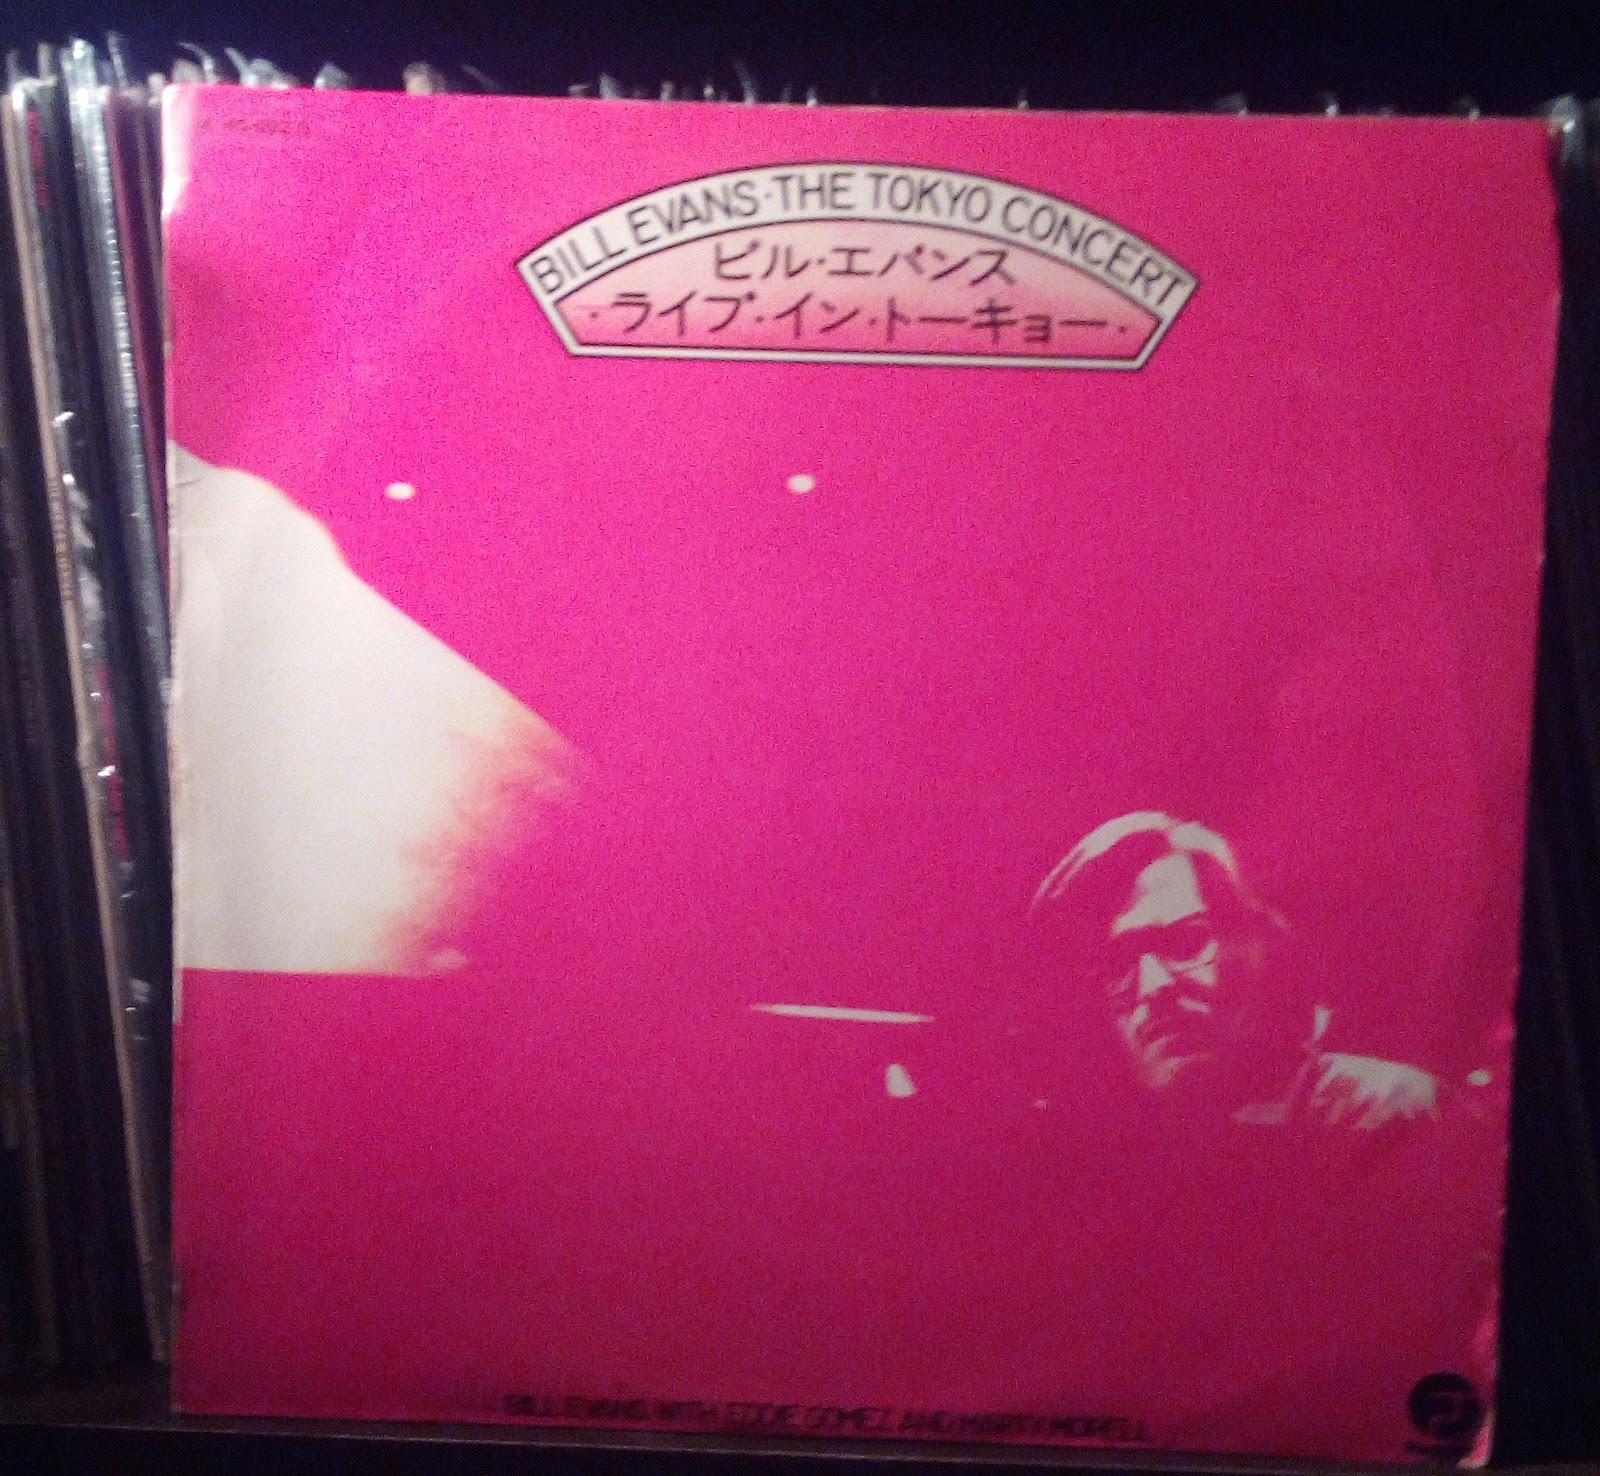 BILL EVANS·THE TOKYO CONCERT
ビル·エバンス
·ライブ·イン·トーキョー·
BILL EVANS WITH EDDIE GOMEZ AND MARTY MORELL